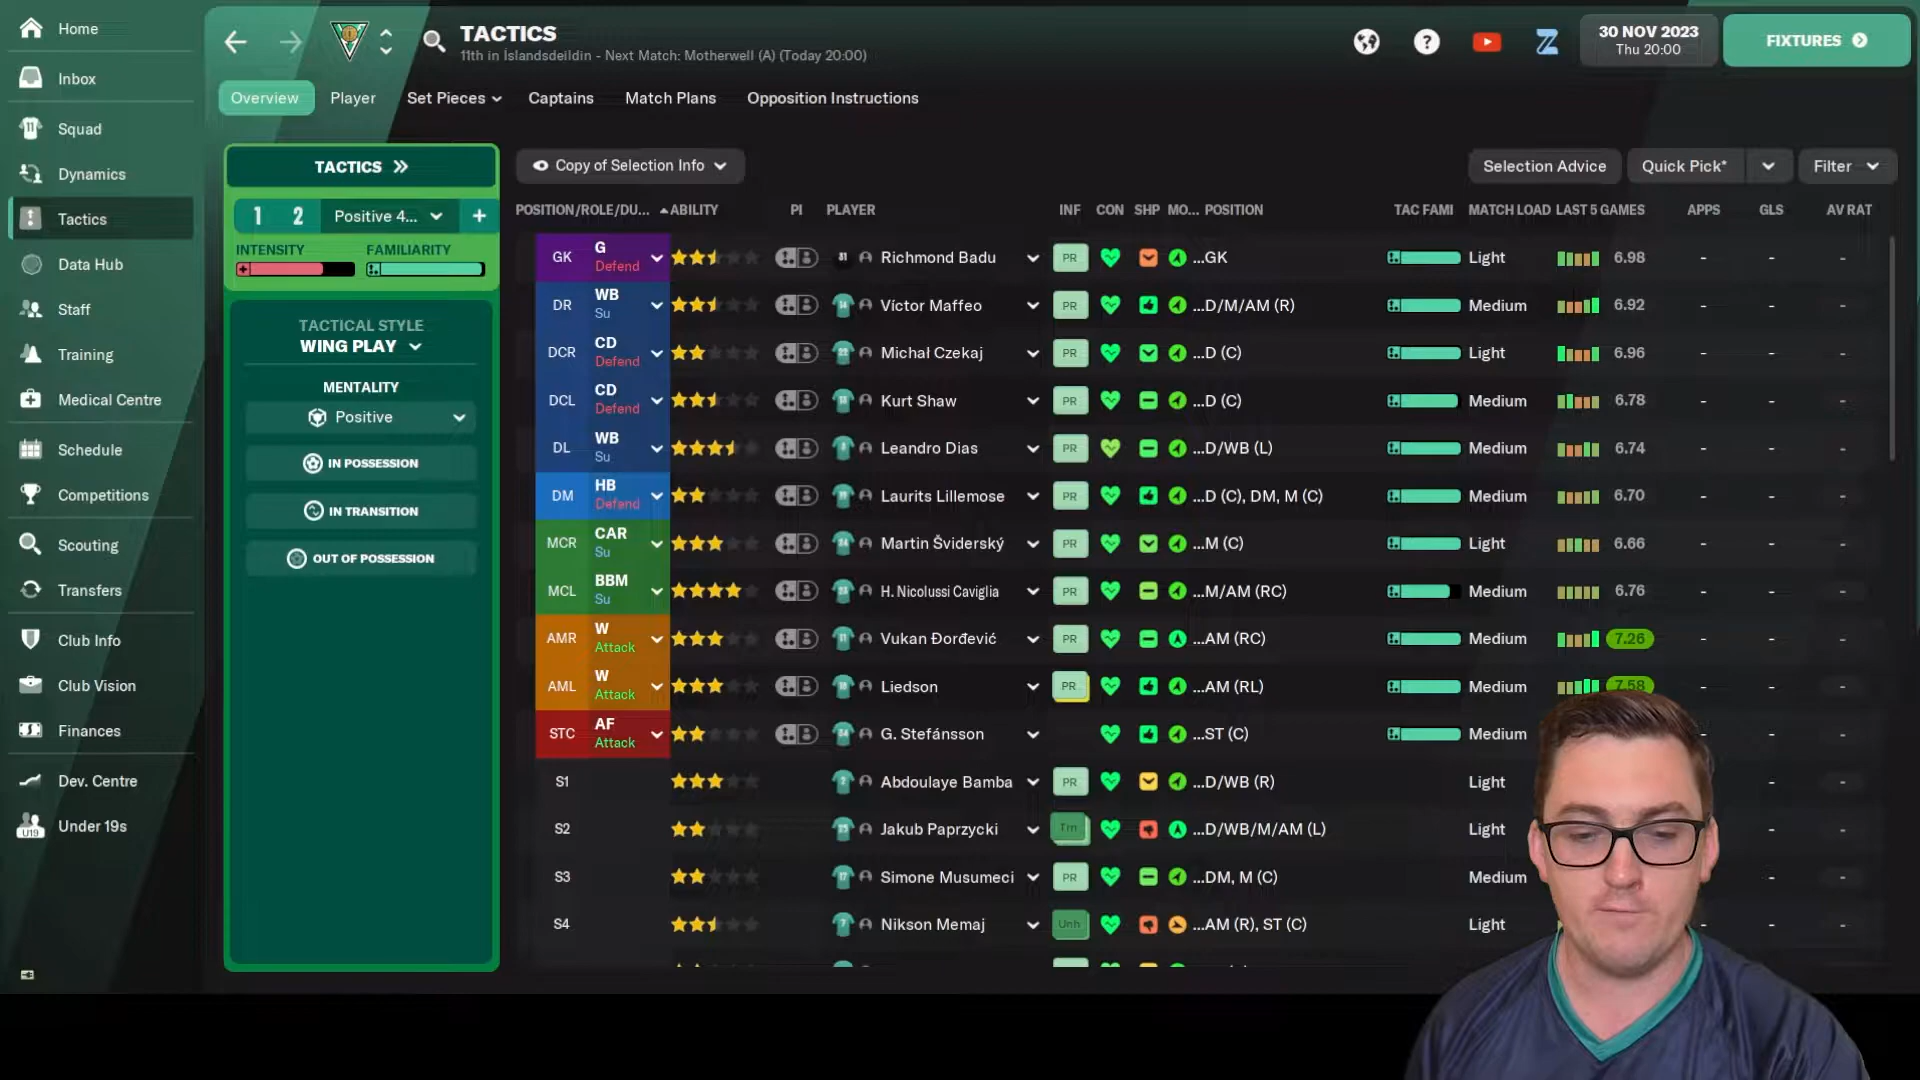 Home
Inbox
Squad
Dynamics
Tactics
Data Hub
Staff
Training
Medical Centre
Schedule
Competitions
Scouting
Transfers
Club Info
Club Vision
Finances
Dev. Centre
U19 Under 19s
TACTICS
11th in Íslandsdeildin - Next Match: Motherwell (A) (Today 20:00)
30 NOV 2023
Thu 20:00
FIXTURES
Overview Player Set Pieces Captains Match Plans Opposition Instructions
TACTICS
1 2 Positive 4... +
INTENSITY FAMILIARITY
TACTICAL STYLE
WING PLAY
MENTALITY
Positive
IN POSSESSION
IN TRANSITION
OUT OF POSSESSION
Copy of Selection Info
Selection Advice Quick Pick* Filter
POSITION/ROLE/DU... ABILITY PI PLAYER INF CON SHP MO... POSITION TAC FAMI MATCH LOAD LAST 5 GAMES APPS GLS AV RAT
GK G Defend Richmond Badu PR ...GK Light 6.98 - - -
DR WB Su Víctor Maffeo PR ...D/M/AM (R) Medium 6.92 - - -
DCR CD Defend Michał Czekaj PR ...D (C) Light 6.96 - - -
DCL CD Defend Kurt Shaw PR ...D (C) Medium 6.78 - - -
DL WB Su Leandro Dias PR ...D/WB (L) Medium 6.74 - - -
DM HB Defend Laurits Lillemose PR ...D (C), DM, M (C) Medium 6.70 - - -
MCR CAR Su Martin Šviderský PR ...M (C) Light 6.66 - - -
MCL BBM Su H. Nicolussi Caviglia PR ...M/AM (RC) Medium 6.76 - - -
AMR W Attack Vukan Đorđević PR ...AM (RC) Medium 7.26 - - -
AML W Attack Liedson PR ...AM (RL) Medium 7.58 - - -
STC AF Attack G. Stefánsson ...ST (C) Medium - - -
S1 Abdoulaye Bamba PR ...D/WB (R) Light - -
S2 Jakub Paprzycki Trn ...D/WB/M/AM (L) Light - -
S3 Simone Musumeci PR ...DM, M (C) Medium - -
S4 Nikson Memaj Unh ...AM (R), ST (C) Light - -